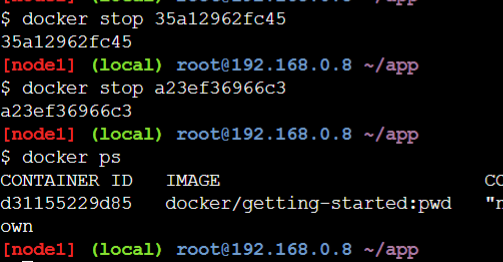 $ docker stop 35a12962fc45
35a12962fc45
[node1] (local) root@192.168.0.8 ~/app
$ docker stop a23ef36966c3
a23ef36966c3
[node1] (local) root@192.168.0.8 ~/app
$ docker ps
CONTAINER ID IMAGE CO
d31155229d85 docker/getting-started:pwd "n
own
[node1] (local) root@192.168.0.8 ~/app